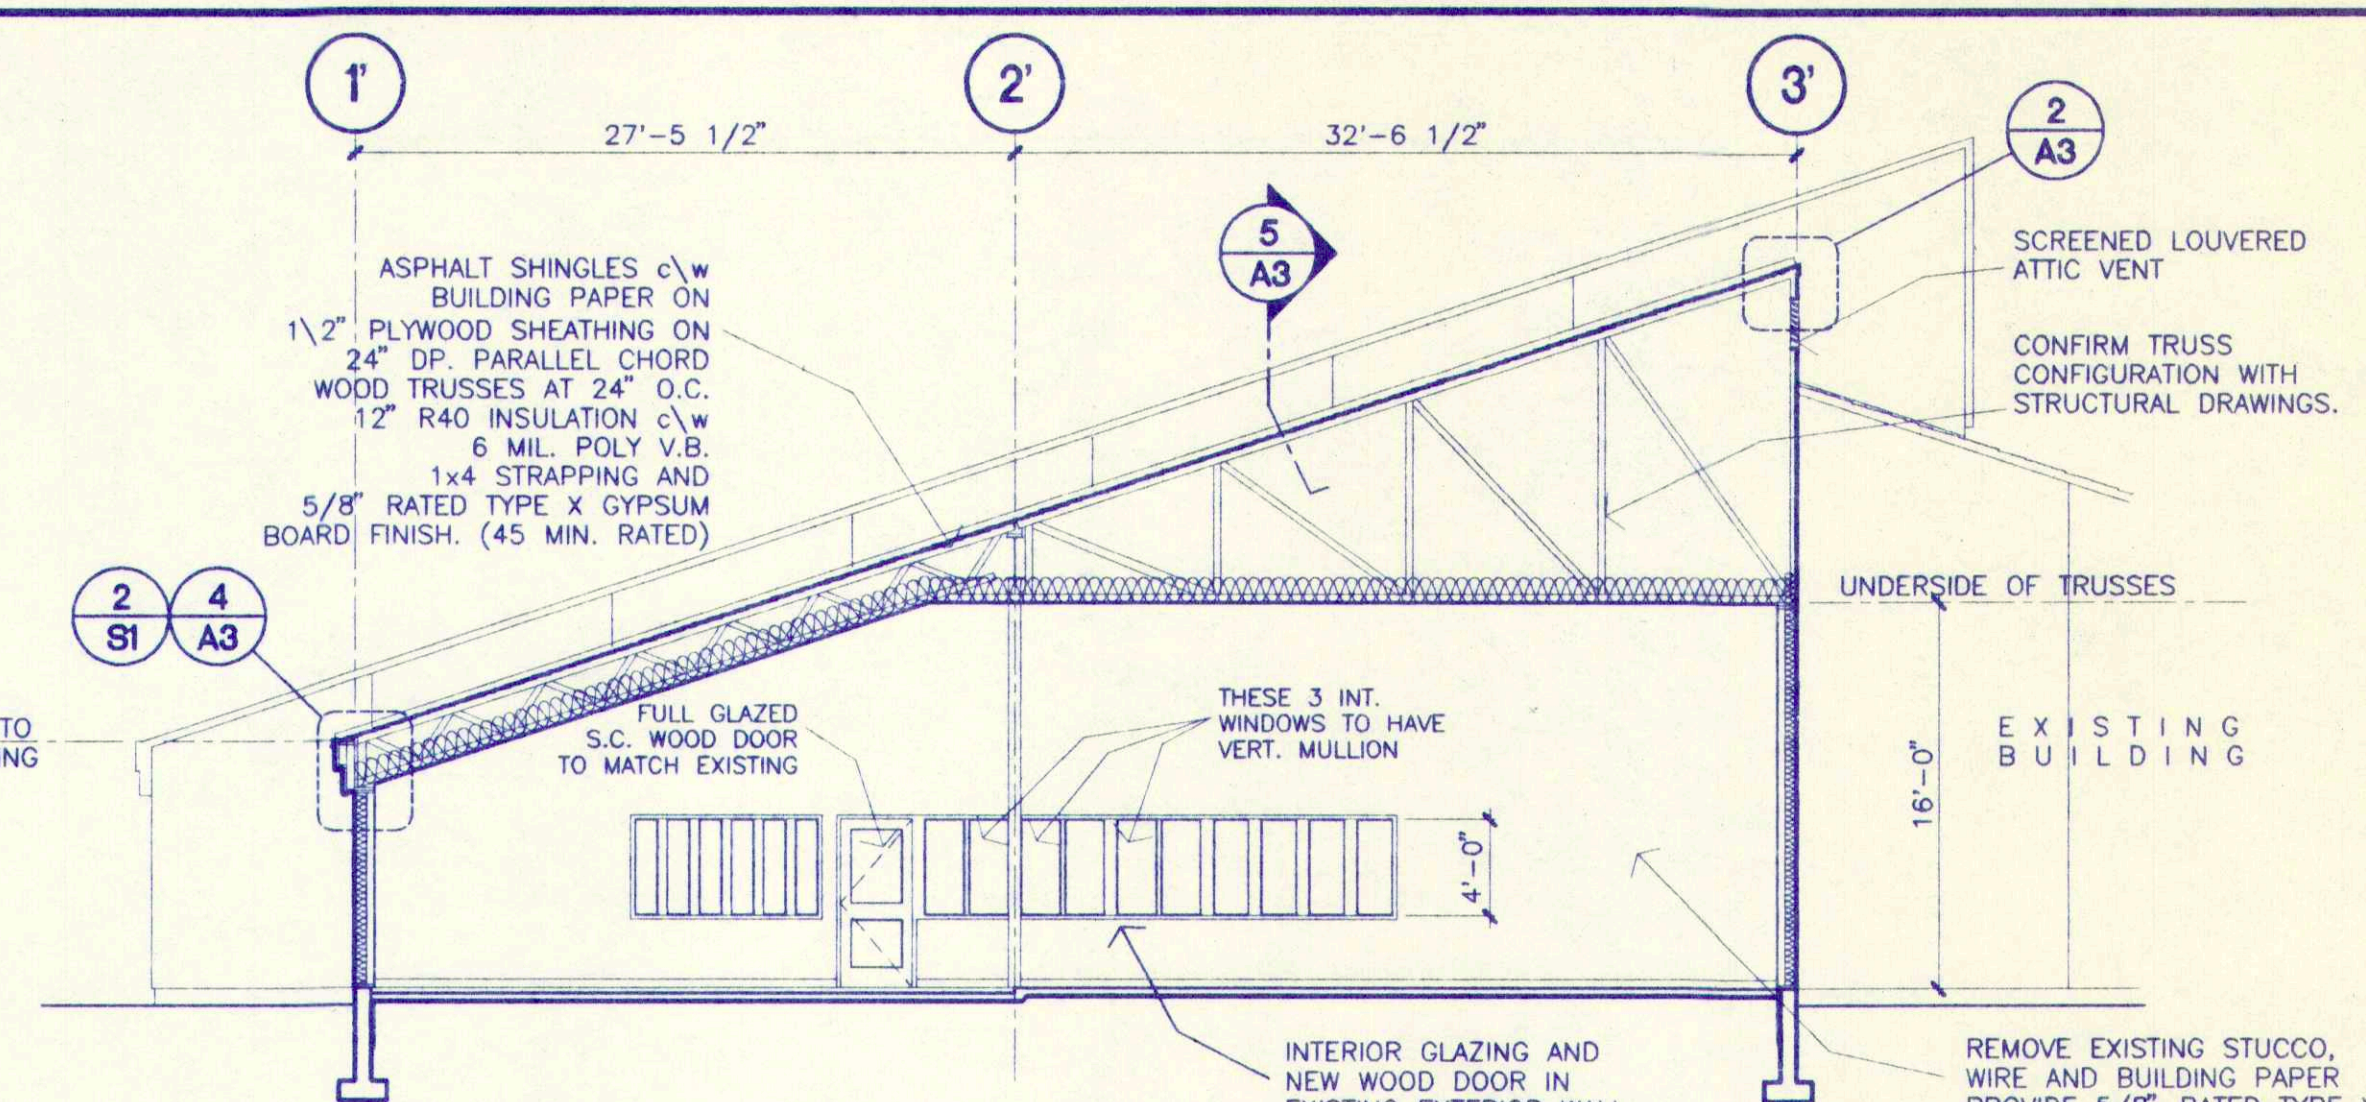 1'
2'
3'
27'-5 1/2"
32'-6 1/2"
2
A3
5
A3
SCREENED LOUVERED
ATTIC VENT
ASPHALT SHINGLES c\w
BUILDING PAPER ON
1\2" PLYWOOD SHEATHING ON
24" DP. PARALLEL CHORD
WOOD TRUSSES AT 24" O.C.
12" R40 INSULATION c\w
6 MIL. POLY V.B.
1x4 STRAPPING AND
5/8" RATED TYPE X GYPSUM
BOARD FINISH. (45 MIN. RATED)
CONFIRM TRUSS
CONFIGURATION WITH
STRUCTURAL DRAWINGS.
2
S1
4
A3
UNDERSIDE OF TRUSSES
TO
FULL GLAZED
S.C. WOOD DOOR
TO MATCH EXISTING
THESE 3 INT.
WINDOWS TO HAVE
VERT. MULLION
EXISTING
BUILDING
16'-0"
4'-0"
INTERIOR GLAZING AND
NEW WOOD DOOR IN
REMOVE EXISTING STUCCO,
WIRE AND BUILDING PAPER
PROVIDE 5/8" RATED TYPE